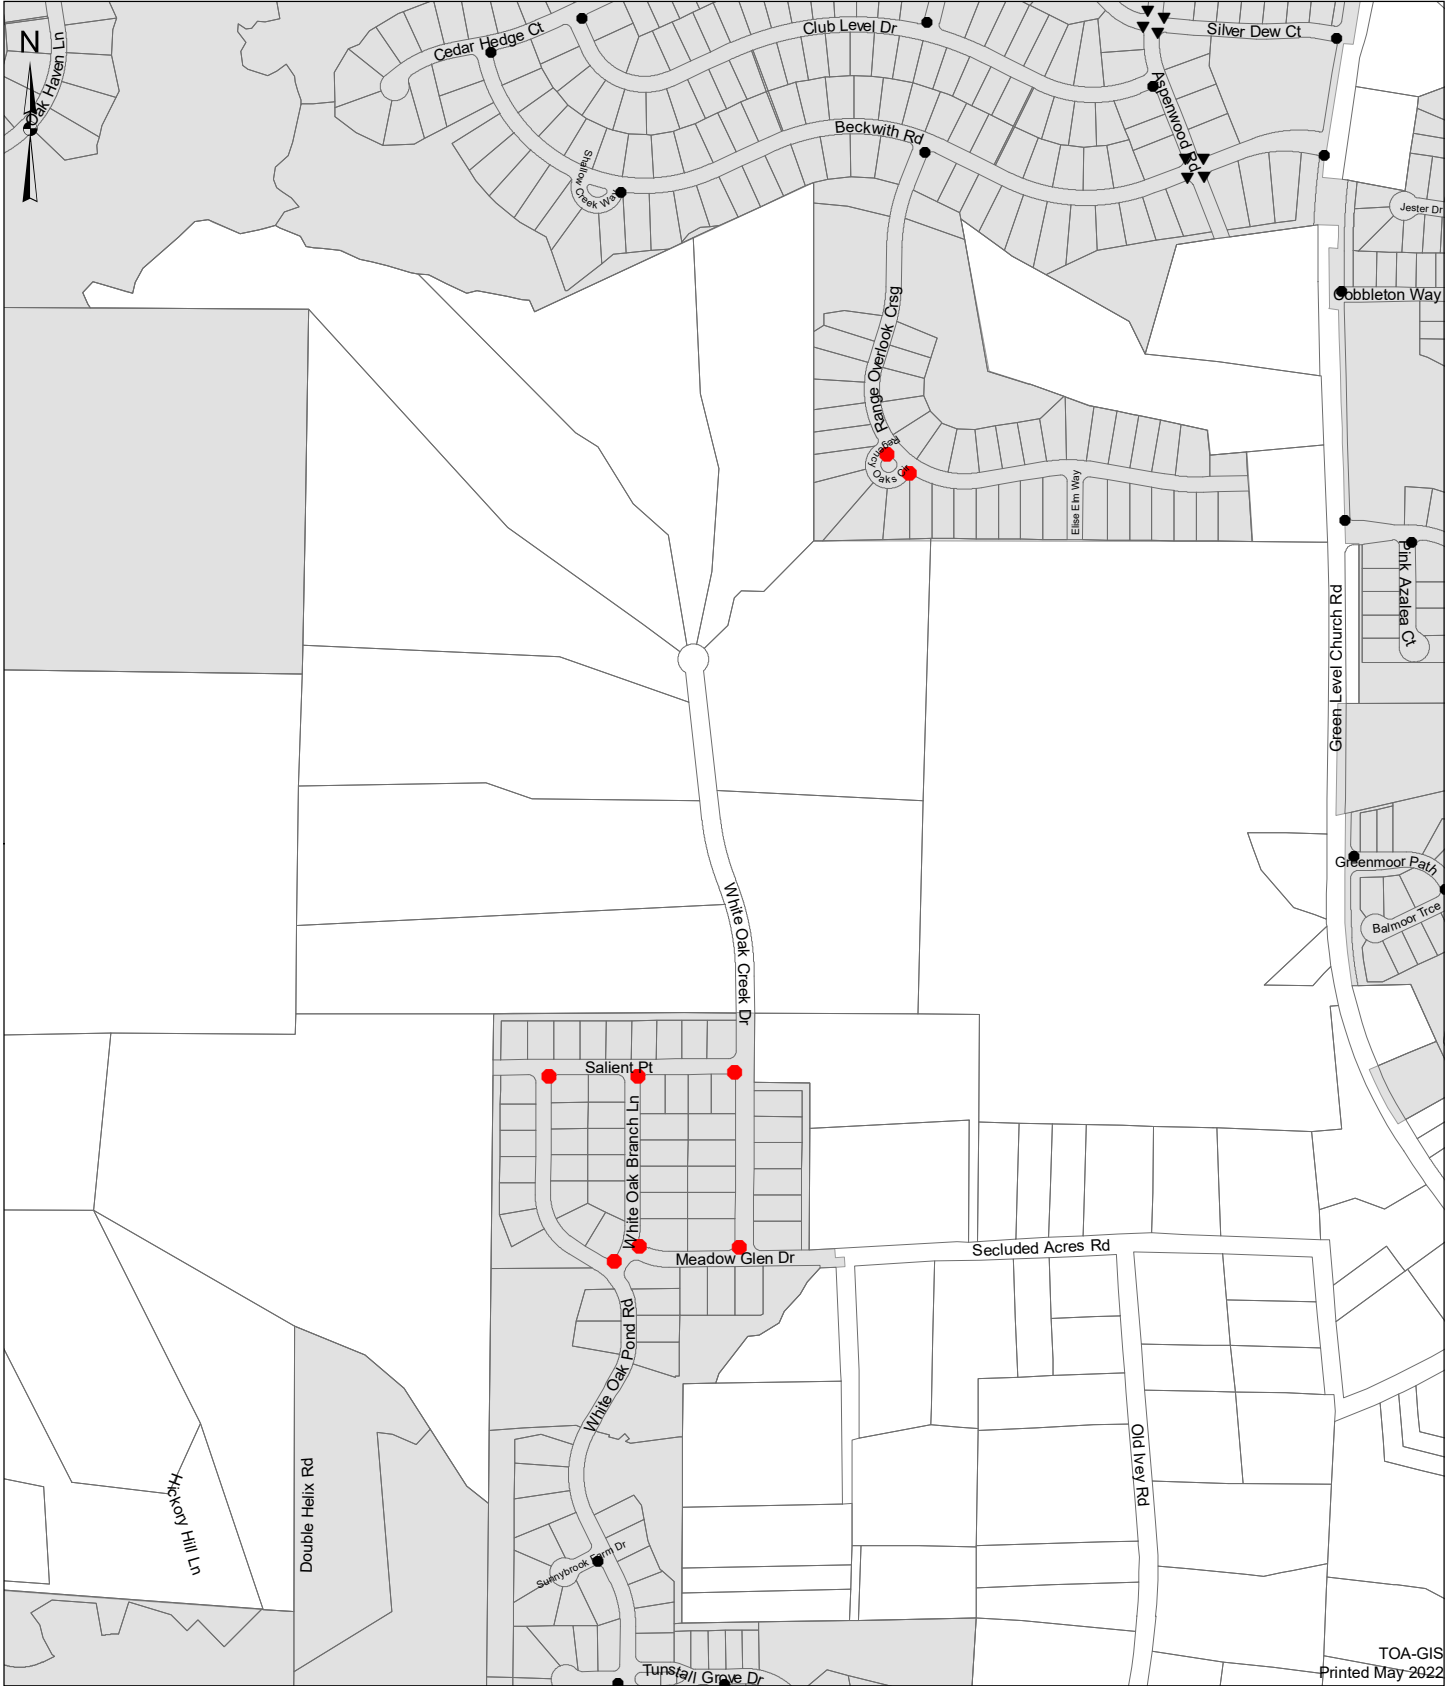 N
Oak Haven Ln
Cedar Hedge Ct
Club Level Dr
Silver Dew Ct
Aspenwood Rd
Beckwith Rd
Shallow
Creek Way
Jester Dr
Cobbleton Way
Range Overlook Crsg
Regency
Oaks Ct
Elise Elm Way
Pink Azalea Ct
Green Level Church Rd
Greenmoor Path
Balmoor Trce
White Oak Creek Dr
Salient Pt
White Oak Branch Ln
Meadow Glen Dr
Secluded Acres Rd
White Oak Pond Rd
Old Ivey Rd
Hickory Hill Ln
Double Helix Rd
Sunnybrook Farm Dr
Tunstall Grove Dr
TOA-GIS
Printed May 2022